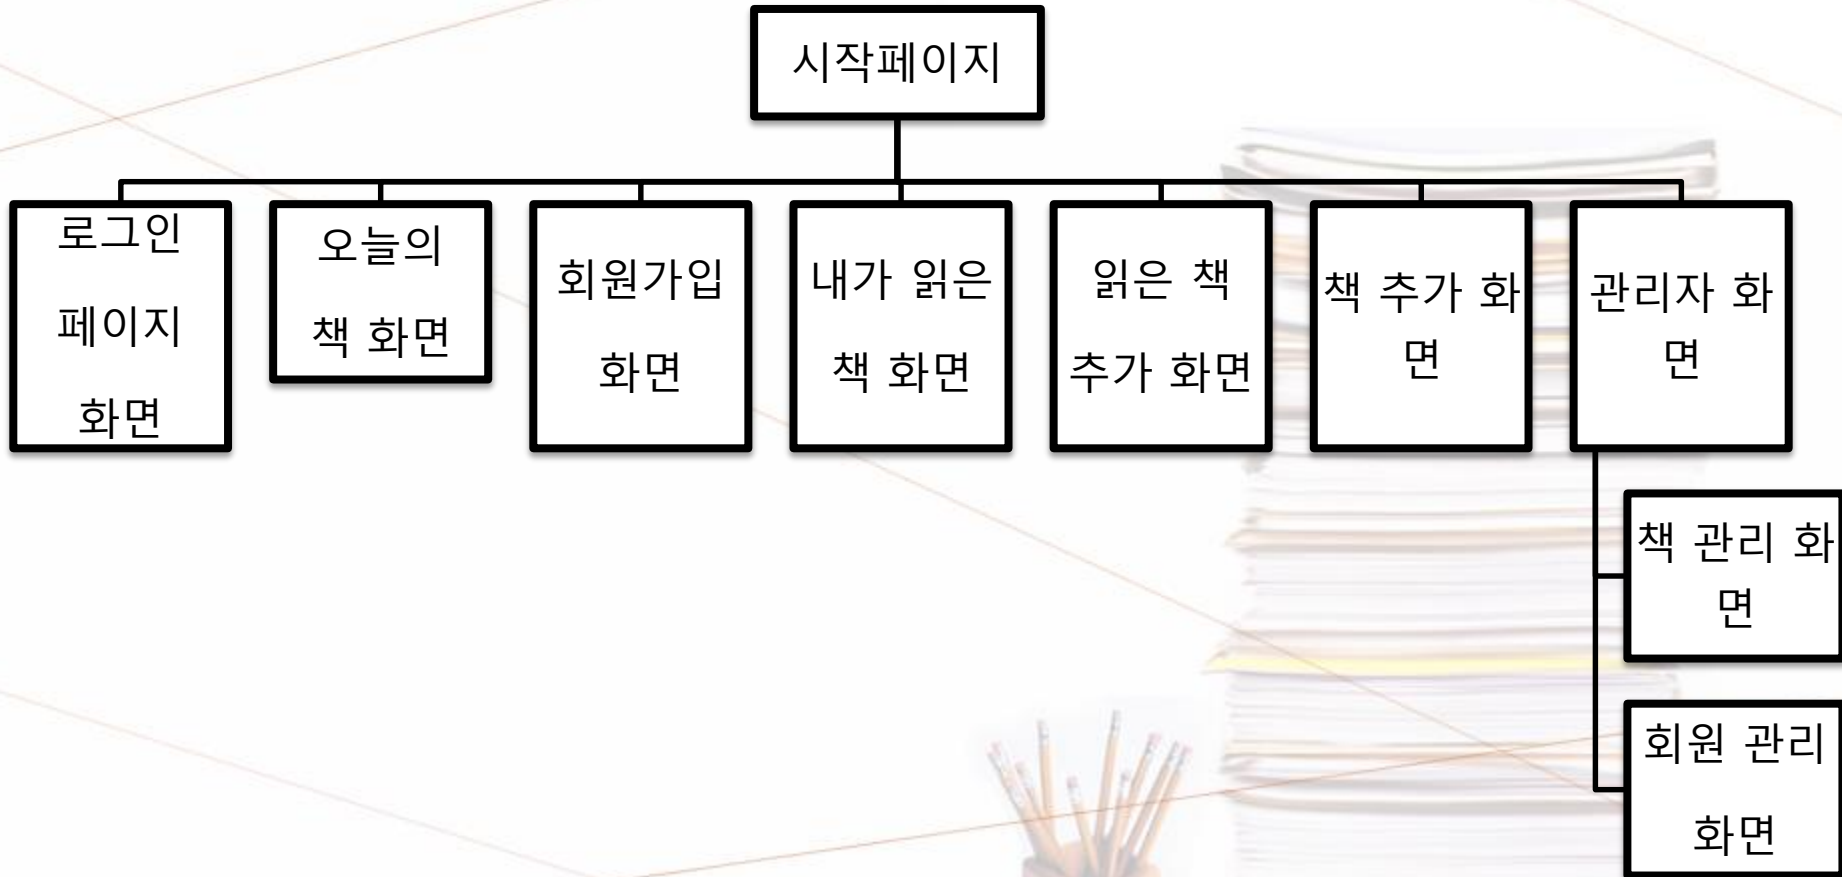 시작페이지
로그인
페이지
화면
오늘의
책 화면
회원가입
화면
내가 읽은
책 화면
읽은 책
추가 화면
책 추가 화
면
관리자 화
면
책 관리 화
면
회원 관리
화면